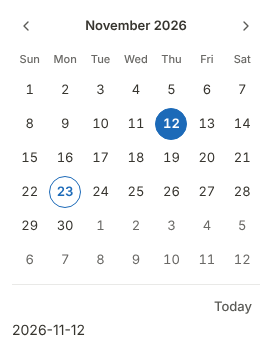 November 2026
Sun Mon Tue Wed Thu Fri Sat
1 2 3 4 5 6 7
8 9 10 11 12 13 14
15 16 17 18 19 20 21
22 23 24 25 26 27 28
29 30 1 2 3 4 5
6 7 8 9 10 11 12
Today
2026-11-12